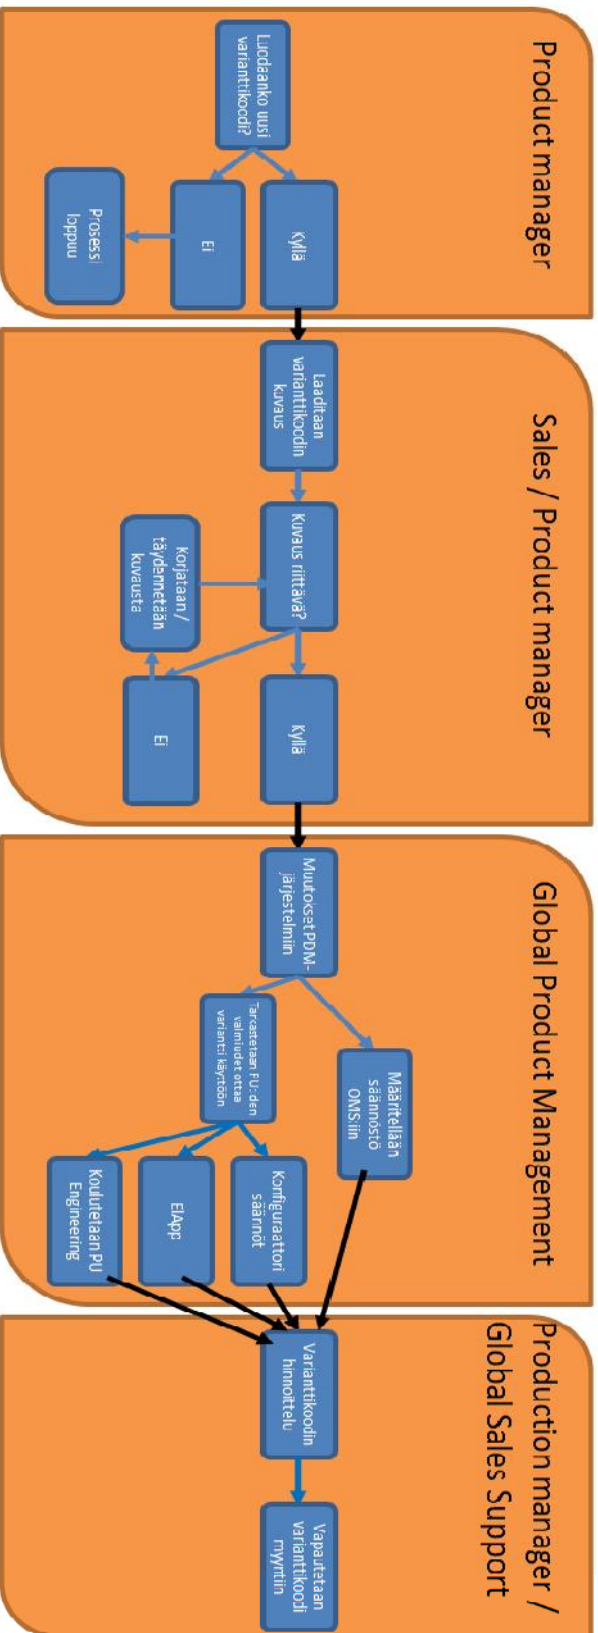 Product manager
Luodaanko uusi
varianttikoodi?
Kyllä
Ei
Prosessi
loppuu
Sales / Product manager
Laaditaan
varianttikoodin
kuvaus
Kuvaus riittävä?
Korjataan /
täydennetään
kuvausta
Kyllä
Ei
Global Product Management
Muutokset PDM-
järjestelmiin
Määritellään
säännöstö
OMS:iin
Tarkastetaan PU:iden
valmiudet ottaa
variantti käyttöön
Konfiguraattori
säännöt
ElApp
Koulutetaan PU
Engineering
Production manager /
Global Sales Support
Varianttikoodin
hinnoittelu
Vapautetaan
varianttikoodi
myyntiin